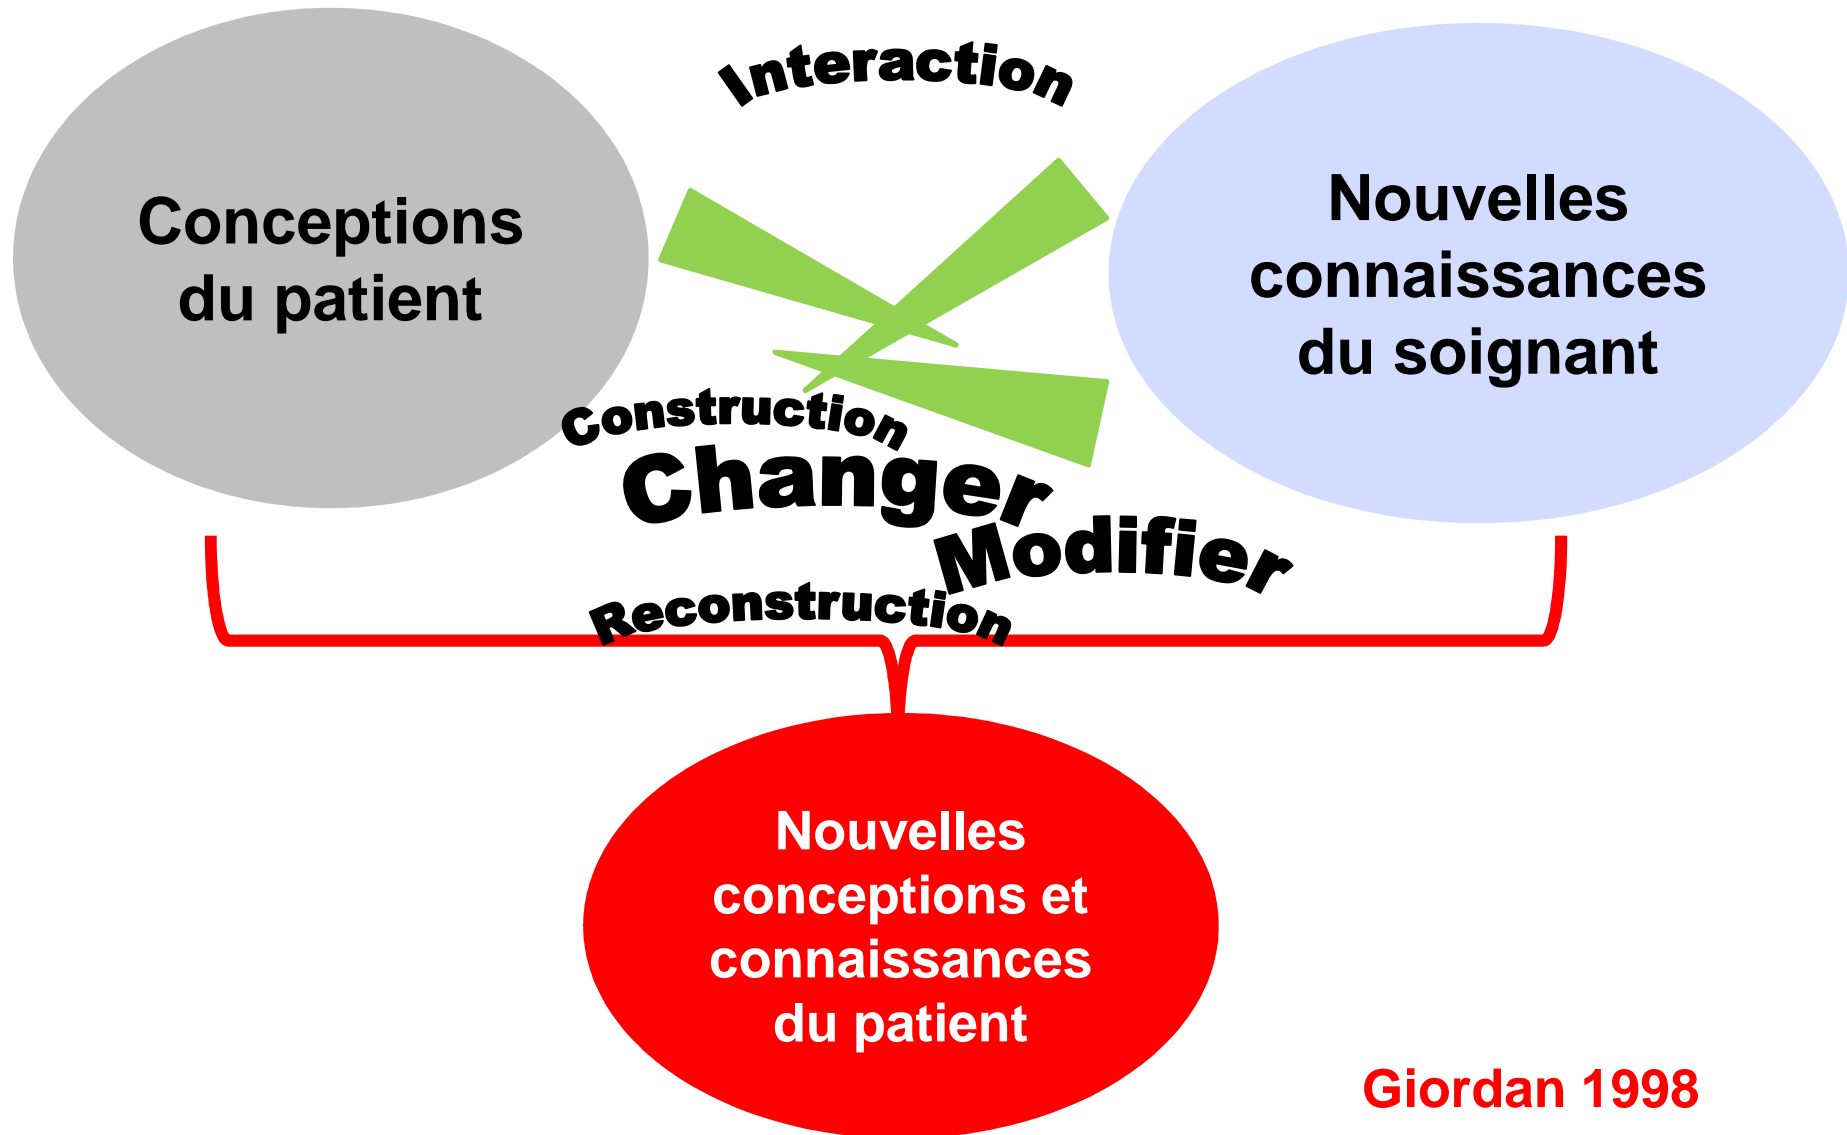 Interaction
Conceptions
du patient
Nouvelles
connaissances
du soignant
Construction
Changer
Modifier
Reconstruction
Nouvelles
conceptions et
connaissances
du patient
Giordan 1998